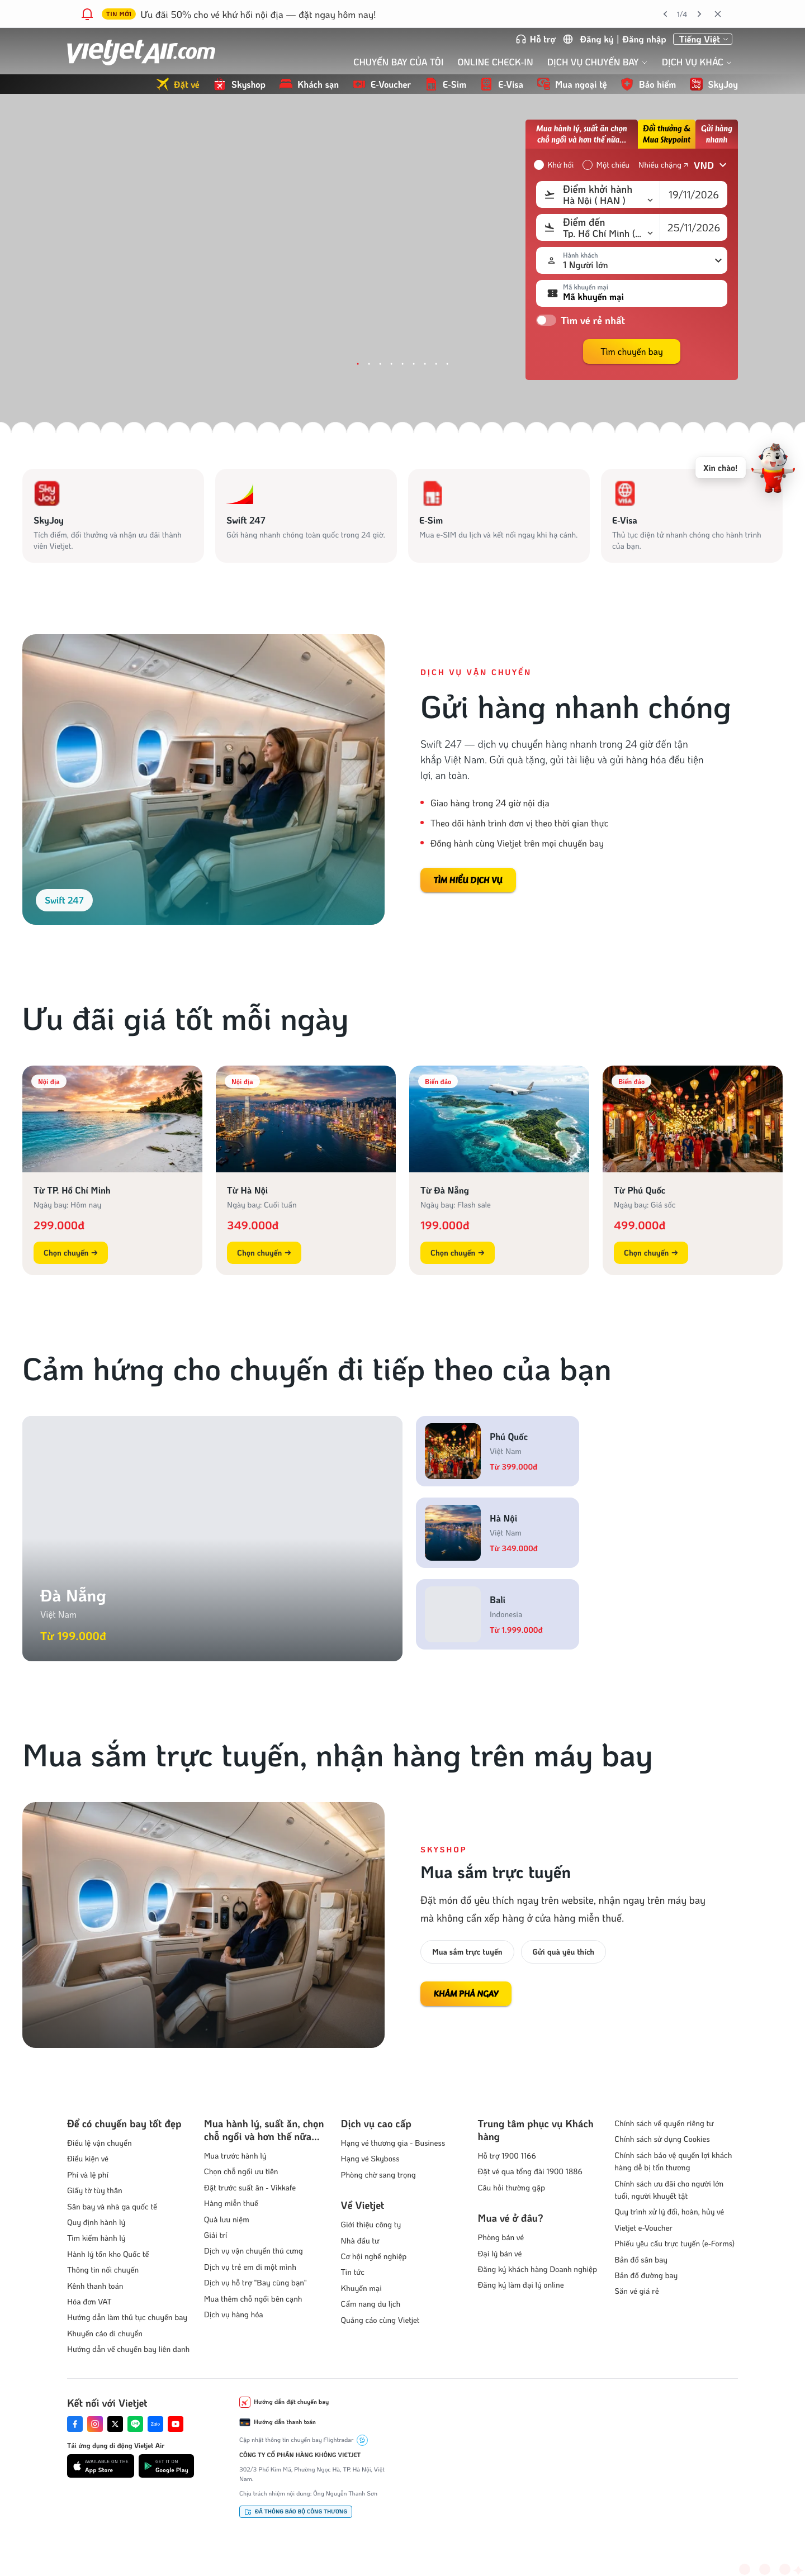 TIN MỚI Ưu đãi 50% cho vé khứ hồi nội địa — đặt ngay hôm nay! 1/4
vietjetAir.com
Hỗ trợ Đăng ký | Đăng nhập Tiếng Việt
CHUYẾN BAY CỦA TÔI ONLINE CHECK-IN DỊCH VỤ CHUYẾN BAY DỊCH VỤ KHÁC
Đặt vé Skyshop Khách sạn E-Voucher E-Sim E-Visa Mua ngoại tệ Bảo hiểm SkyJoy
Mua hành lý, suất ăn chọn chỗ ngồi và hơn thế nữa...
Đổi thưởng & Mua Skypoint
Gửi hàng nhanh
Khứ hồi Một chiều Nhiều chặng VND
Điểm khởi hành
Hà Nội ( HAN )
19/11/2026
Điểm đến
Tp. Hồ Chí Minh (...
25/11/2026
Hành khách
1 Người lớn
Mã khuyến mại
Mã khuyến mại
Tìm vé rẻ nhất
Tìm chuyến bay
Xin chào!
SkyJoy
Tích điểm, đổi thưởng và nhận ưu đãi thành
viên Vietjet.
Swift 247
Gửi hàng nhanh chóng toàn quốc trong 24 giờ.
E-Sim
Mua e-SIM du lịch và kết nối ngay khi hạ cánh.
VISA
E-Visa
Thủ tục điện tử nhanh chóng cho hành trình
của bạn.
Swift 247
DỊCH VỤ VẬN CHUYỂN
Gửi hàng nhanh chóng
Swift 247 — dịch vụ chuyển hàng nhanh trong 24 giờ đến tận
khắp Việt Nam. Gửi quà tặng, gửi tài liệu và gửi hàng hóa đều tiện
lợi, an toàn.
Giao hàng trong 24 giờ nội địa
Theo dõi hành trình đơn vị theo thời gian thực
Đồng hành cùng Vietjet trên mọi chuyến bay
TÌM HIỂU DỊCH VỤ
Ưu đãi giá tốt mỗi ngày
Nội địa
Từ TP. Hồ Chí Minh
Ngày bay: Hôm nay
299.000đ
Chọn chuyến →
Nội địa
Từ Hà Nội
Ngày bay: Cuối tuần
349.000đ
Chọn chuyến →
Biển đảo
Từ Đà Nẵng
Ngày bay: Flash sale
199.000đ
Chọn chuyến →
Biển đảo
Từ Phú Quốc
Ngày bay: Giá sốc
499.000đ
Chọn chuyến →
Cảm hứng cho chuyến đi tiếp theo của bạn
Đà Nẵng
Việt Nam
Từ 199.000đ
Phú Quốc
Việt Nam
Từ 399.000đ
Hà Nội
Việt Nam
Từ 349.000đ
Bali
Indonesia
Từ 1.999.000đ
Mua sắm trực tuyến, nhận hàng trên máy bay
SKYSHOP
Mua sắm trực tuyến
Đặt món đồ yêu thích ngay trên website, nhận ngay trên máy bay
mà không cần xếp hàng ở cửa hàng miễn thuế.
Mua sắm trực tuyến Gửi quà yêu thích
KHÁM PHÁ NGAY
Để có chuyến bay tốt đẹp
Điều lệ vận chuyển
Điều kiện vé
Phí và lệ phí
Giấy tờ tùy thân
Sân bay và nhà ga quốc tế
Quy định hành lý
Tìm kiếm hành lý
Hành lý tồn kho Quốc tế
Thông tin nối chuyến
Kênh thanh toán
Hóa đơn VAT
Hướng dẫn làm thủ tục chuyến bay
Khuyến cáo di chuyển
Hướng dẫn về chuyến bay liên danh
Mua hành lý, suất ăn, chọn
chỗ ngồi và hơn thế nữa...
Mua trước hành lý
Chọn chỗ ngồi ưu tiên
Đặt trước suất ăn - Vikkafe
Hàng miễn thuế
Quà lưu niệm
Giải trí
Dịch vụ vận chuyển thú cưng
Dịch vụ trẻ em đi một mình
Dịch vụ hỗ trợ "Bay cùng bạn"
Mua thêm chỗ ngồi bên cạnh
Dịch vụ hàng hóa
Dịch vụ cao cấp
Hạng vé thương gia - Business
Hạng vé Skyboss
Phòng chờ sang trọng
Về Vietjet
Giới thiệu công ty
Nhà đầu tư
Cơ hội nghề nghiệp
Tin tức
Khuyến mại
Cẩm nang du lịch
Quảng cáo cùng Vietjet
Trung tâm phục vụ Khách
hàng
Hỗ trợ 1900 1166
Đặt vé qua tổng đài 1900 1886
Câu hỏi thường gặp
Mua vé ở đâu?
Phòng bán vé
Đại lý bán vé
Đăng ký khách hàng Doanh nghiệp
Đăng ký làm đại lý online
Chính sách về quyền riêng tư
Chính sách sử dụng Cookies
Chính sách bảo vệ quyền lợi khách
hàng dễ bị tổn thương
Chính sách ưu đãi cho người lớn
tuổi, người khuyết tật
Quy trình xử lý đổi, hoàn, hủy vé
Vietjet e-Voucher
Phiếu yêu cầu trực tuyến (e-Forms)
Bản đồ sân bay
Bản đồ đường bay
Săn vé giá rẻ
Kết nối với Vietjet
Zalo
Tải ứng dụng di động Vietjet Air
AVAILABLE ON THE
App Store
GET IT ON
Google Play
Hướng dẫn đặt chuyến bay
Hướng dẫn thanh toán
Cập nhật thông tin chuyến bay Flightradar
CÔNG TY CỔ PHẦN HÀNG KHÔNG VIETJET
302/3 Phố Kim Mã, Phường Ngọc Hà, TP. Hà Nội, Việt
Nam.
Chịu trách nhiệm nội dung: Ông Nguyễn Thanh Sơn
ĐÃ THÔNG BÁO BỘ CÔNG THƯƠNG